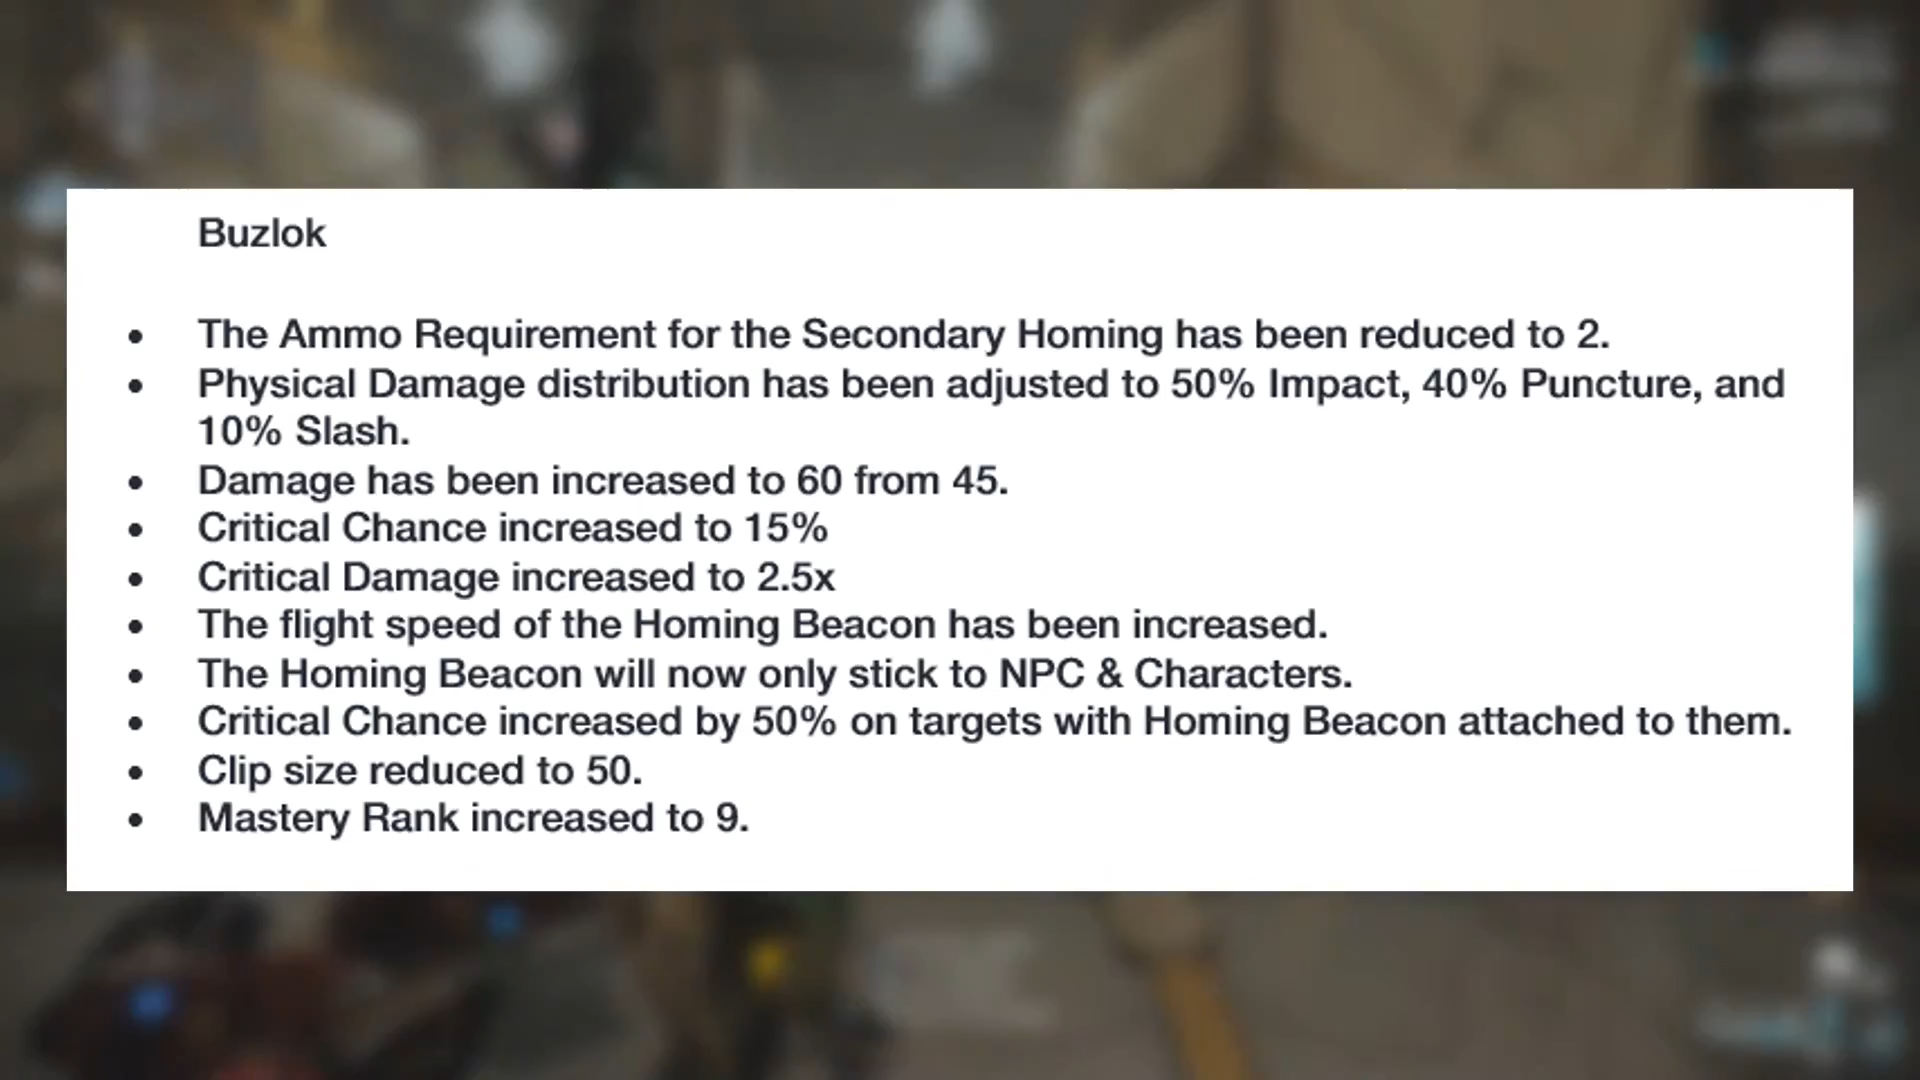 Buzlok
• The Ammo Requirement for the Secondary Homing has been reduced to 2.
• Physical Damage distribution has been adjusted to 50% Impact, 40% Puncture, and
10% Slash.
• Damage has been increased to 60 from 45.
• Critical Chance increased to 15%
• Critical Damage increased to 2.5x
• The flight speed of the Homing Beacon has been increased.
• The Homing Beacon will now only stick to NPC & Characters.
• Critical Chance increased by 50% on targets with Homing Beacon attached to them.
• Clip size reduced to 50.
• Mastery Rank increased to 9.